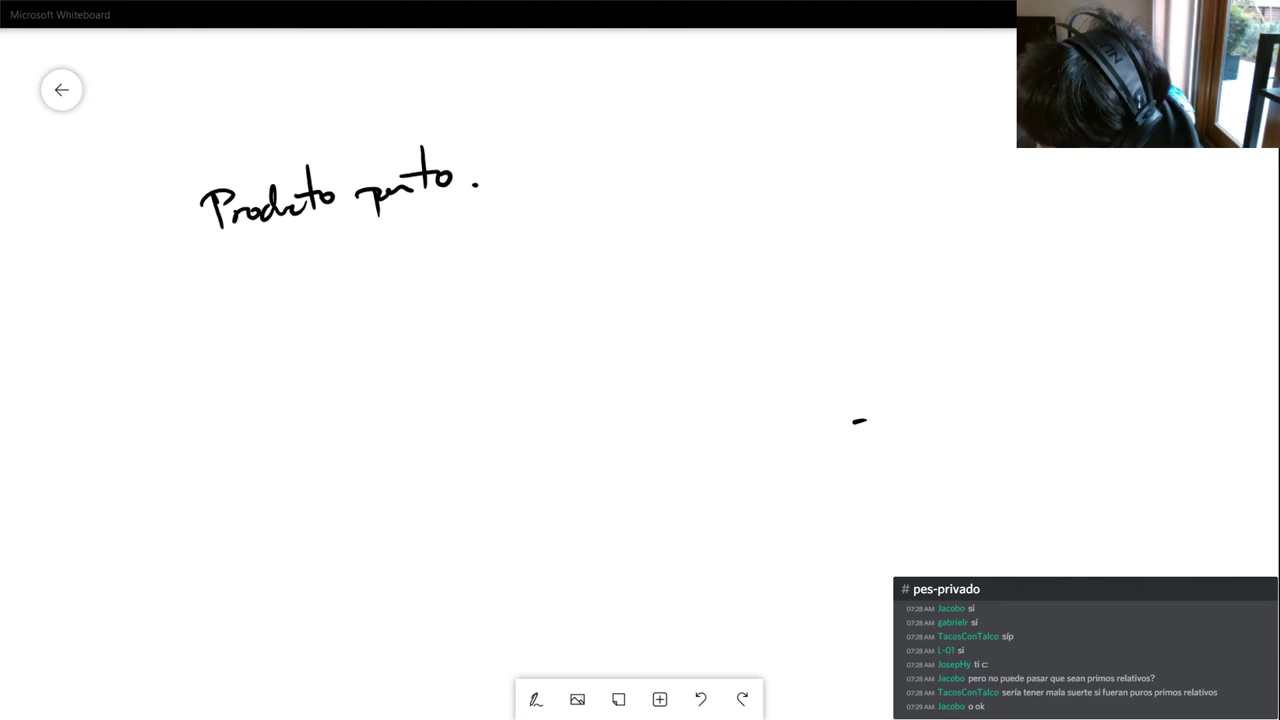 Microsoft Whiteboard
Producto punto.
# pes-privado
07:28 AM Jacobo si
07:28 AM gabrielr sí
07:28 AM TacosConTalco síp
07:28 AM L-01 si
07:28 AM JosepHy ti c:
07:28 AM Jacobo pero no puede pasar que sean primos relativos?
07:28 AM TacosConTalco sería tener mala suerte si fueran puros primos relativos
07:29 AM Jacobo o ok